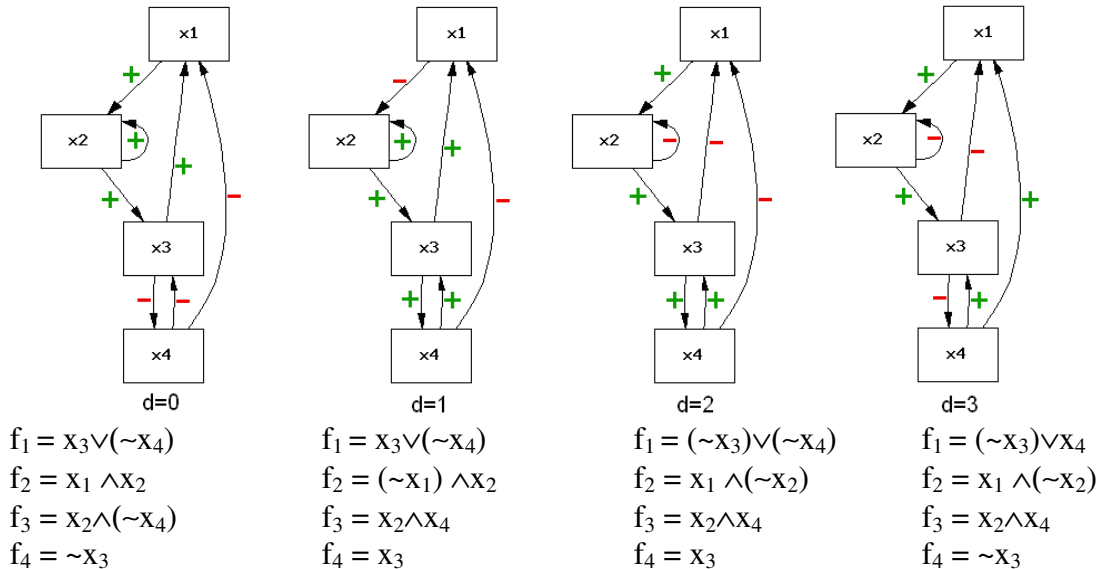 x1 x1 x1 x1
+ − + +
x2 + x2 + x2 − x2 −
+ + − −
− − − +
+ + + +
x3 x3 x3 x3
− − + + + + − +
x4 x4 x4 x4
d=0 d=1 d=2 d=3
f₁ = x₃∨(~x₄) f₁ = x₃∨(~x₄) f₁ = (~x₃)∨(~x₄) f₁ = (~x₃)∨x₄
f₂ = x₁ ∧x₂ f₂ = (~x₁) ∧x₂ f₂ = x₁ ∧(~x₂) f₂ = x₁ ∧(~x₂)
f₃ = x₂∧(~x₄) f₃ = x₂∧x₄ f₃ = x₂∧x₄ f₃ = x₂∧x₄
f₄ = ~x₃ f₄ = x₃ f₄ = x₃ f₄ = ~x₃